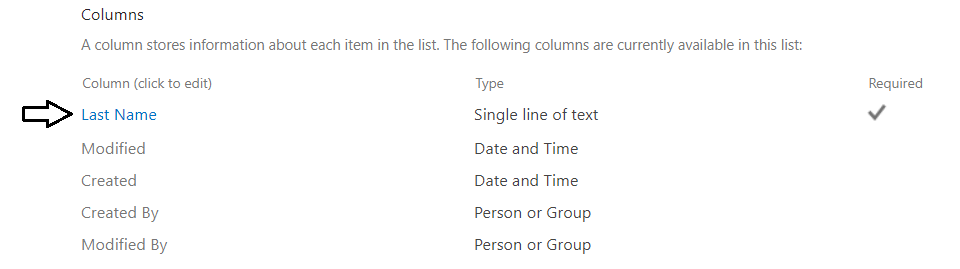 Columns
A column stores information about each item in the list. The following columns are currently available in this list:
Column (click to edit) Type Required
Last Name Single line of text
Modified Date and Time
Created Date and Time
Created By Person or Group
Modified By Person or Group